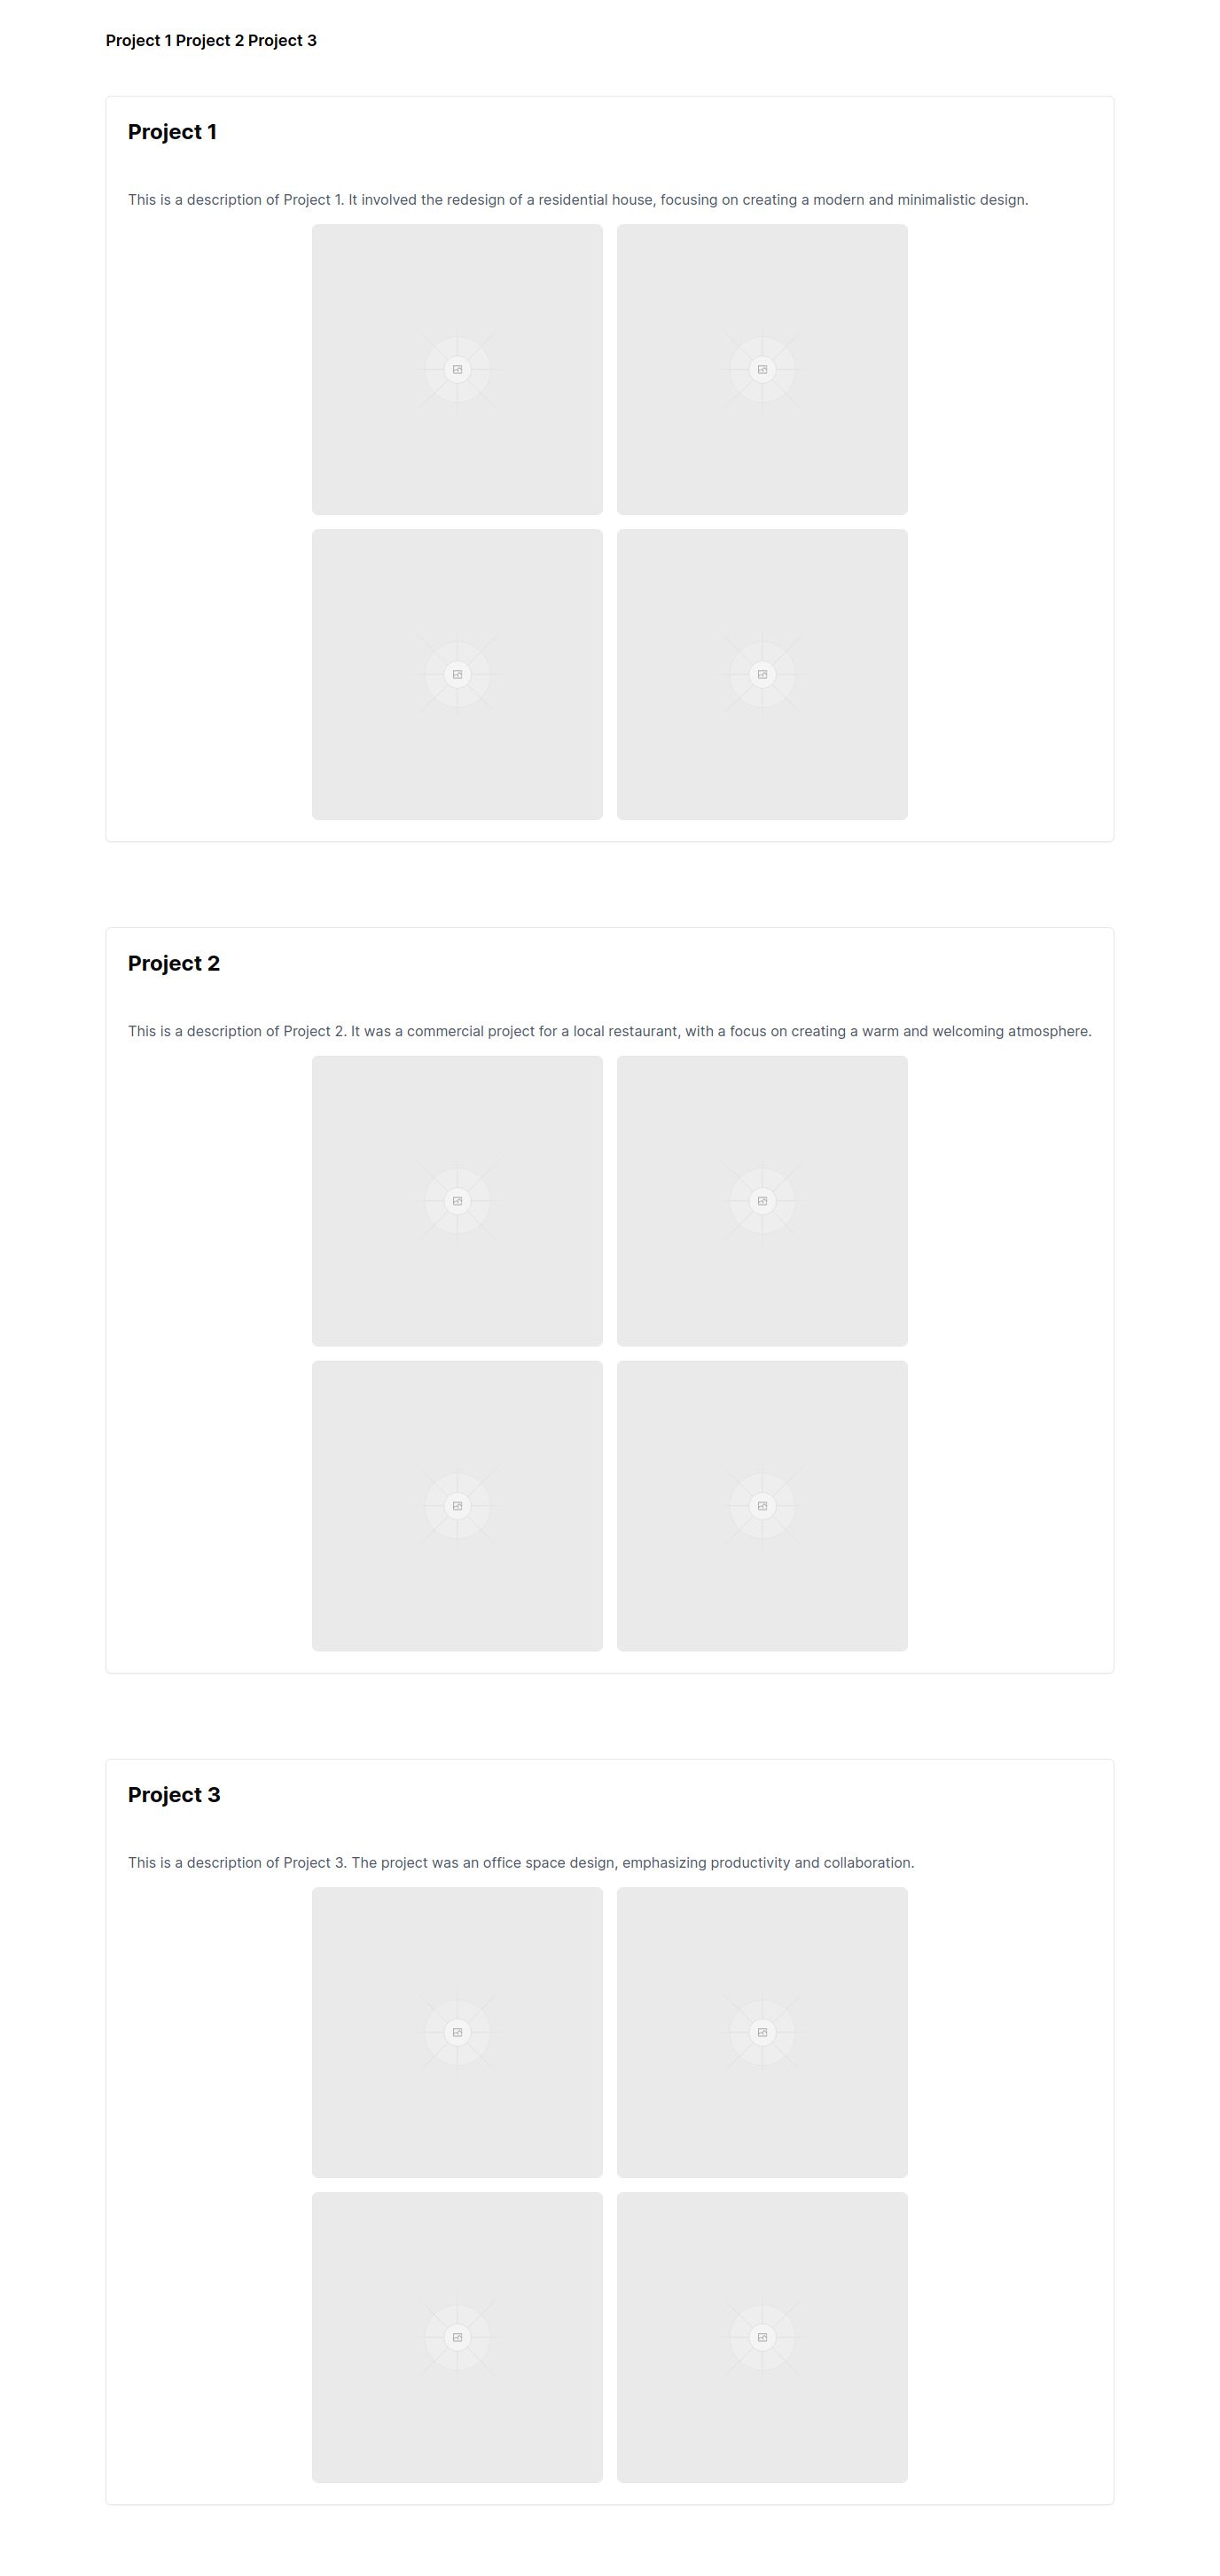 Project 1 Project 2 Project 3
Project 1
This is a description of Project 1. It involved the redesign of a residential house, focusing on creating a modern and minimalistic design.
Project 2
This is a description of Project 2. It was a commercial project for a local restaurant, with a focus on creating a warm and welcoming atmosphere.
Project 3
This is a description of Project 3. The project was an office space design, emphasizing productivity and collaboration.